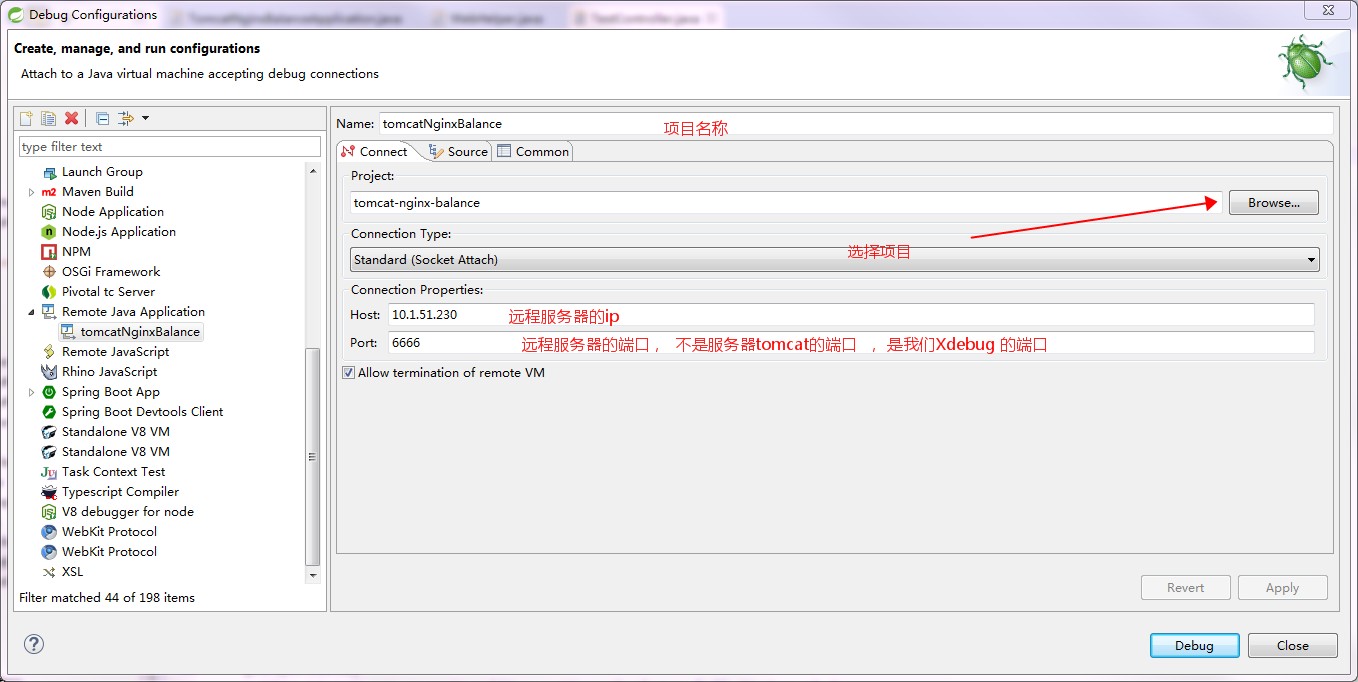 Debug Configurations
TomcatNginxBalanceApplication.java
WebHelper.java
TestController.java
Create, manage, and run configurations
Attach to a Java virtual machine accepting debug connections
type filter text
Launch Group
Maven Build
Node Application
Node.js Application
NPM
OSGi Framework
Pivotal tc Server
Remote Java Application
tomcatNginxBalance
Remote JavaScript
Rhino JavaScript
Spring Boot App
Spring Boot Devtools Client
Standalone V8 VM
Standalone V8 VM
Task Context Test
Typescript Compiler
V8 debugger for node
WebKit Protocol
WebKit Protocol
XSL
Filter matched 44 of 198 items
Name: tomcatNginxBalance 项目名称
Connect Source Common
Project:
tomcat-nginx-balance Browse...
Connection Type:
选择项目
Standard (Socket Attach)
Connection Properties:
Host: 10.1.51.230 远程服务器的ip
Port: 6666 远程服务器的端口， 不是服务器tomcat的端口 ，是我们Xdebug 的端口
Allow termination of remote VM
Revert Apply
Debug Close